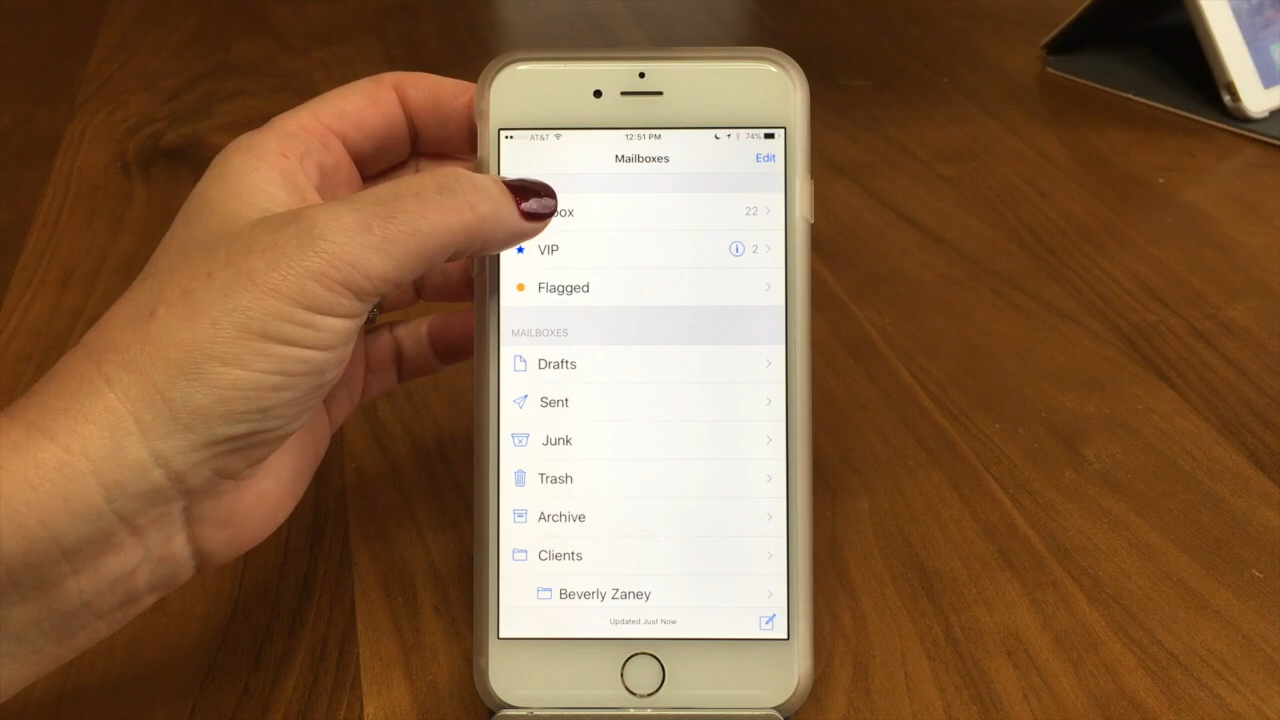 AT&T 12:51 PM 74%
Mailboxes Edit
box 22
VIP 2
Flagged
MAILBOXES
Drafts
Sent
Junk
Trash
Archive
Clients
Beverly Zaney
Updated Just Now